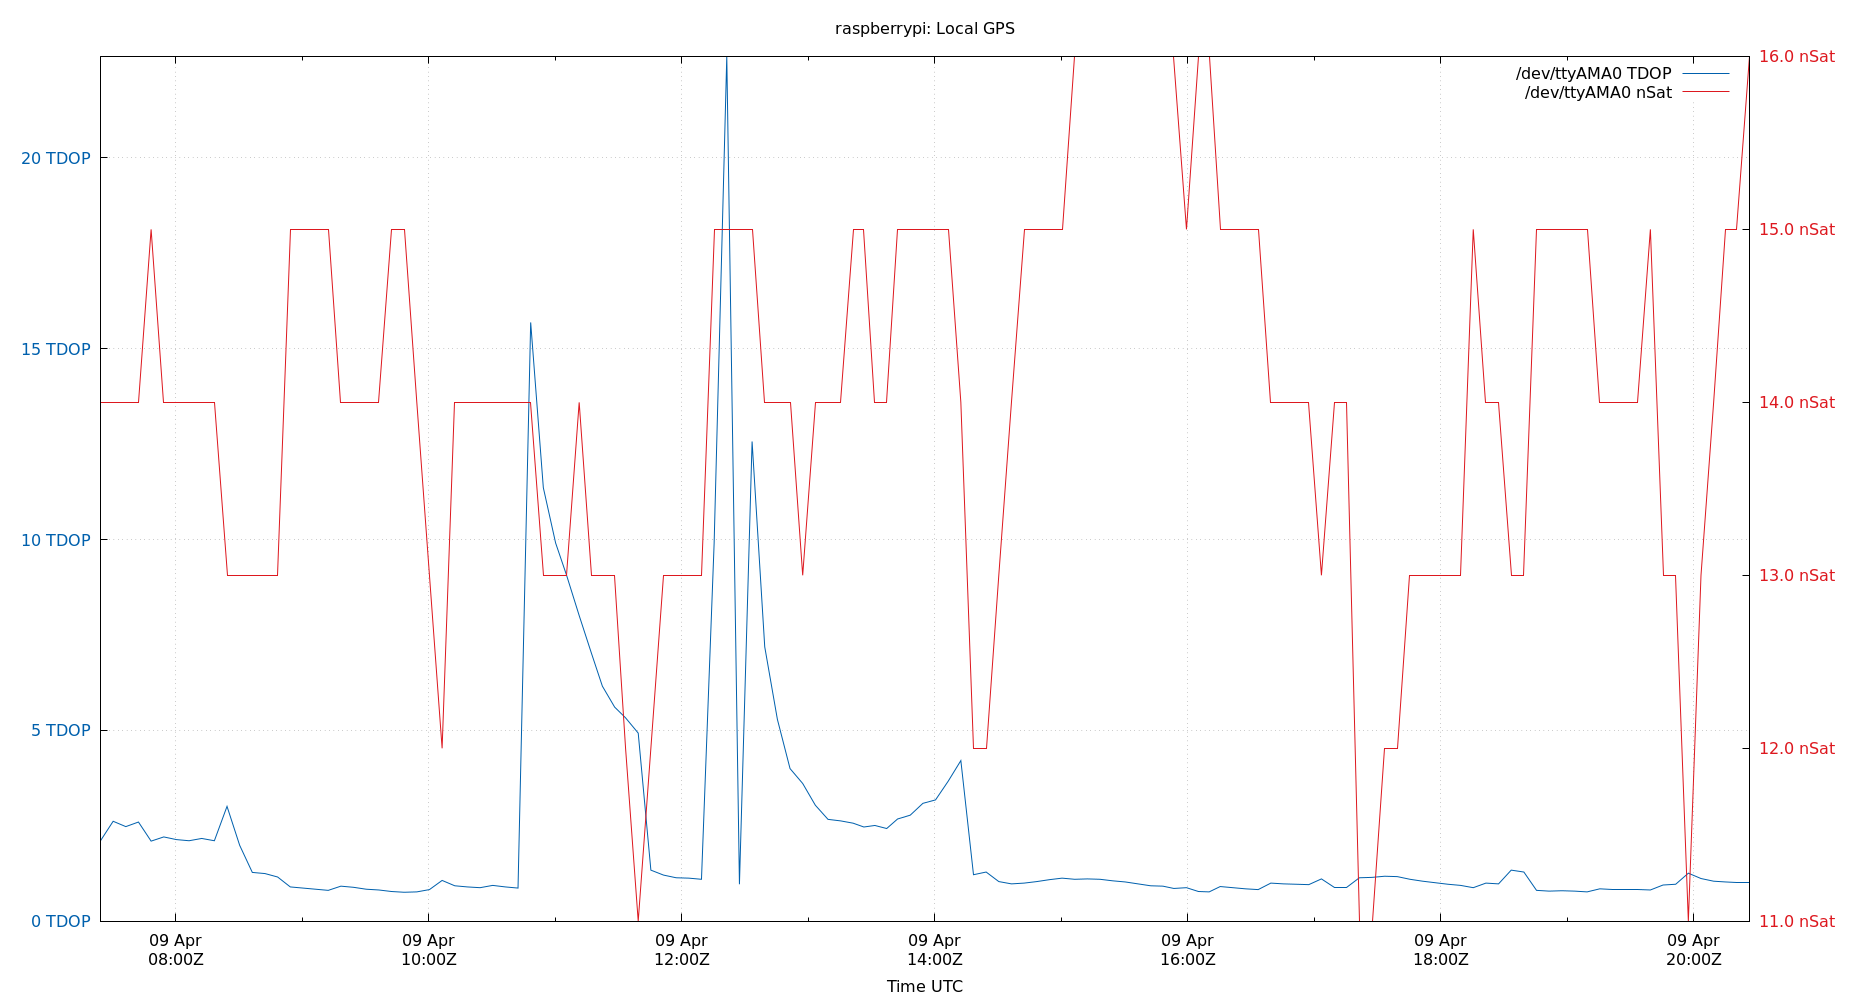 raspberrypi: Local GPS
/dev/ttyAMA0 TDOP
/dev/ttyAMA0 nSat
20 TDOP
15 TDOP
10 TDOP
5 TDOP
0 TDOP
16.0 nSat
15.0 nSat
14.0 nSat
13.0 nSat
12.0 nSat
11.0 nSat
09 Apr
08:00Z
09 Apr
10:00Z
09 Apr
12:00Z
09 Apr
14:00Z
09 Apr
16:00Z
09 Apr
18:00Z
09 Apr
20:00Z
Time UTC